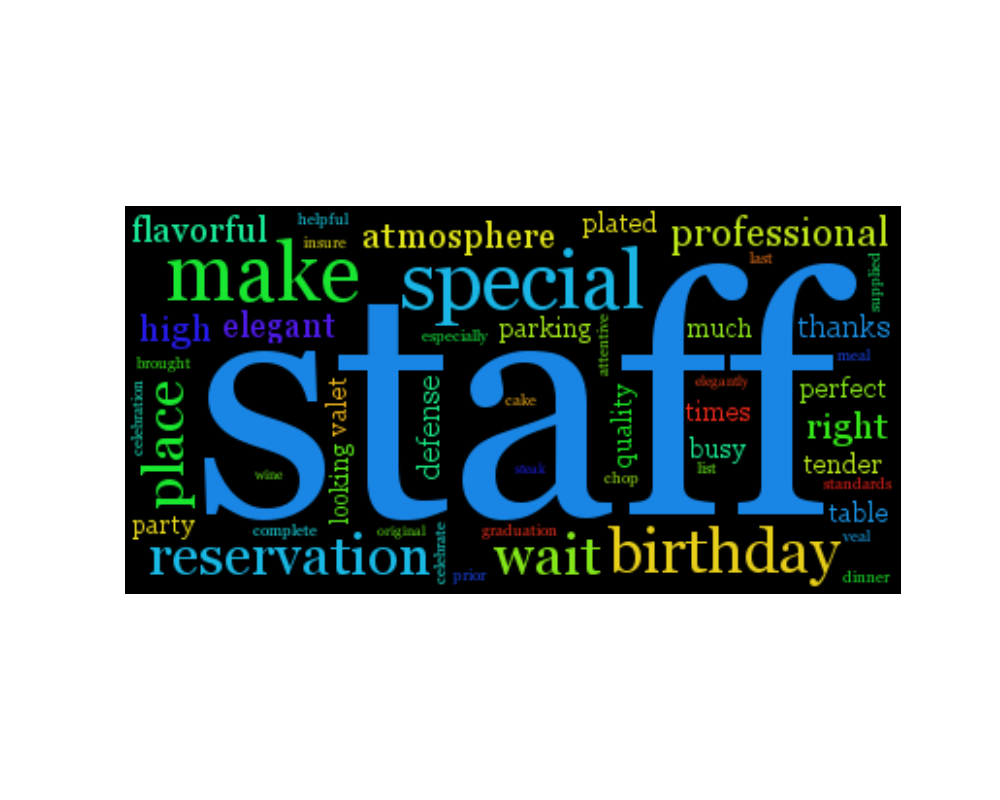 flavorful
helpful
insure
atmosphere
plated
professional
make
special
last
supplied
high
elegant
especially
parking
attentive
much
thanks
staff
brought
meal
celebration
place
valet
looking
defense
cake
quality
elegantly
times
perfect
right
busy
list
tender
standards
wine
steak
chop
table
party
complete
original
celebrate
graduation
veal
reservation
prior
wait
birthday
dinner